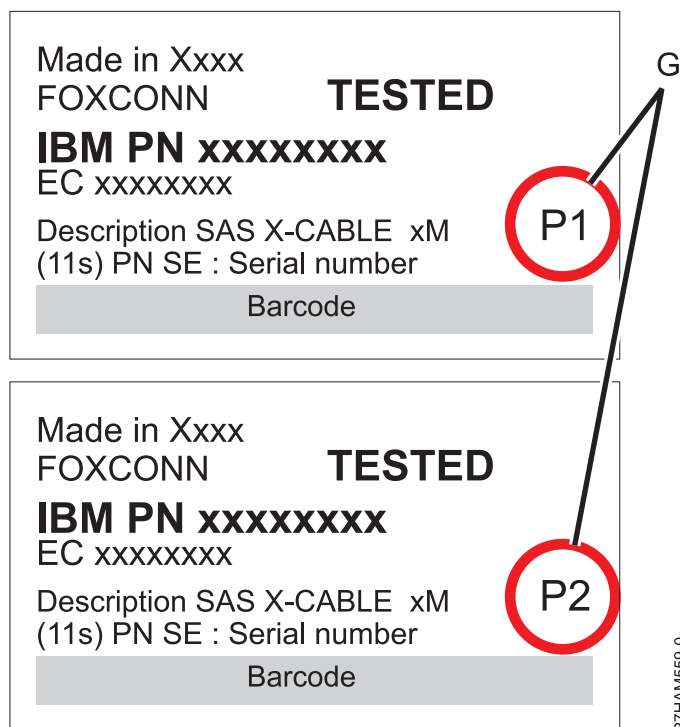 G
Made in Xxxx
FOXCONN TESTED
IBM PN xxxxxxxx
EC xxxxxxxx
P1
Description SAS X-CABLE xM
(11s) PN SE : Serial number
Barcode
Made in Xxxx
FOXCONN TESTED
IBM PN xxxxxxxx
EC xxxxxxxx
P2
Description SAS X-CABLE xM
(11s) PN SE : Serial number
Barcode